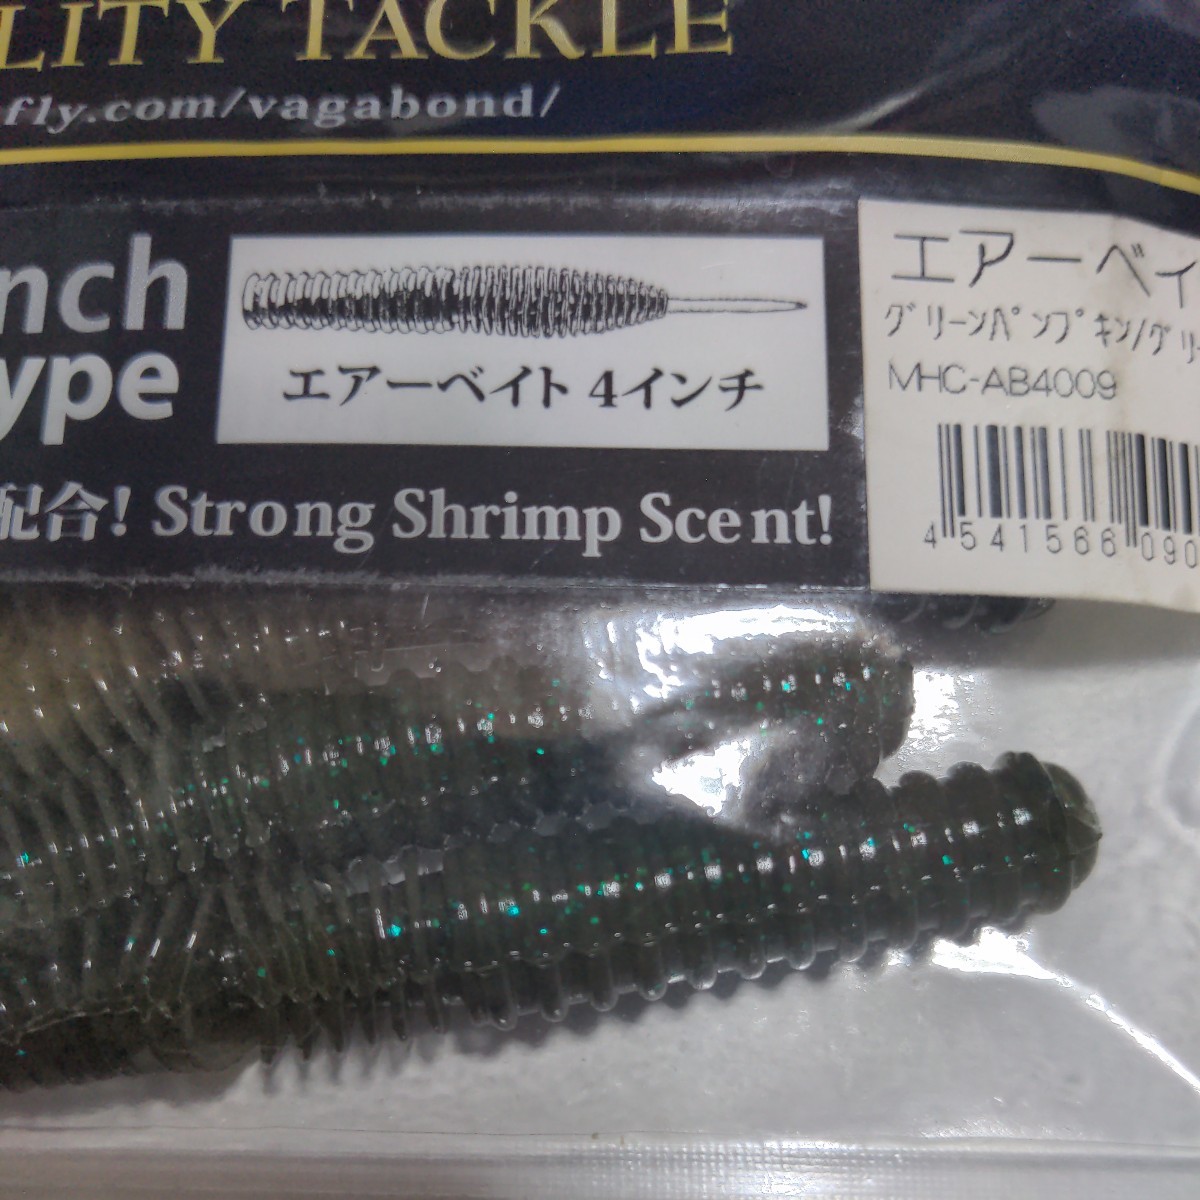 LITY TACKLE
fly.com/vagabond/
nch
ype
エアーベイト 4インチ
配合! Strong Shrimp Scent!
エアーベイ
グリーンパンプキン/グリー
MHC-AB4009
4 541566 090